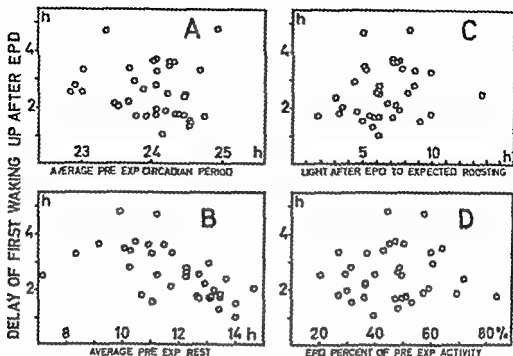 DELAY OF FIRST WAKING UP AFTER EPD
A
4
2
h
23 24 25
AVERAGE PRE EXP CIRCADIAN PERIOD
C
4
2
h
5 10
LIGHT AFTER EPD TO EXPECTED ROOSTING
B
4
2
h
8 10 12 14
AVERAGE PRE EXP REST
D
4
2
20 40 60 80%
EPD PERCENT OF PRE EXP ACTIVITY